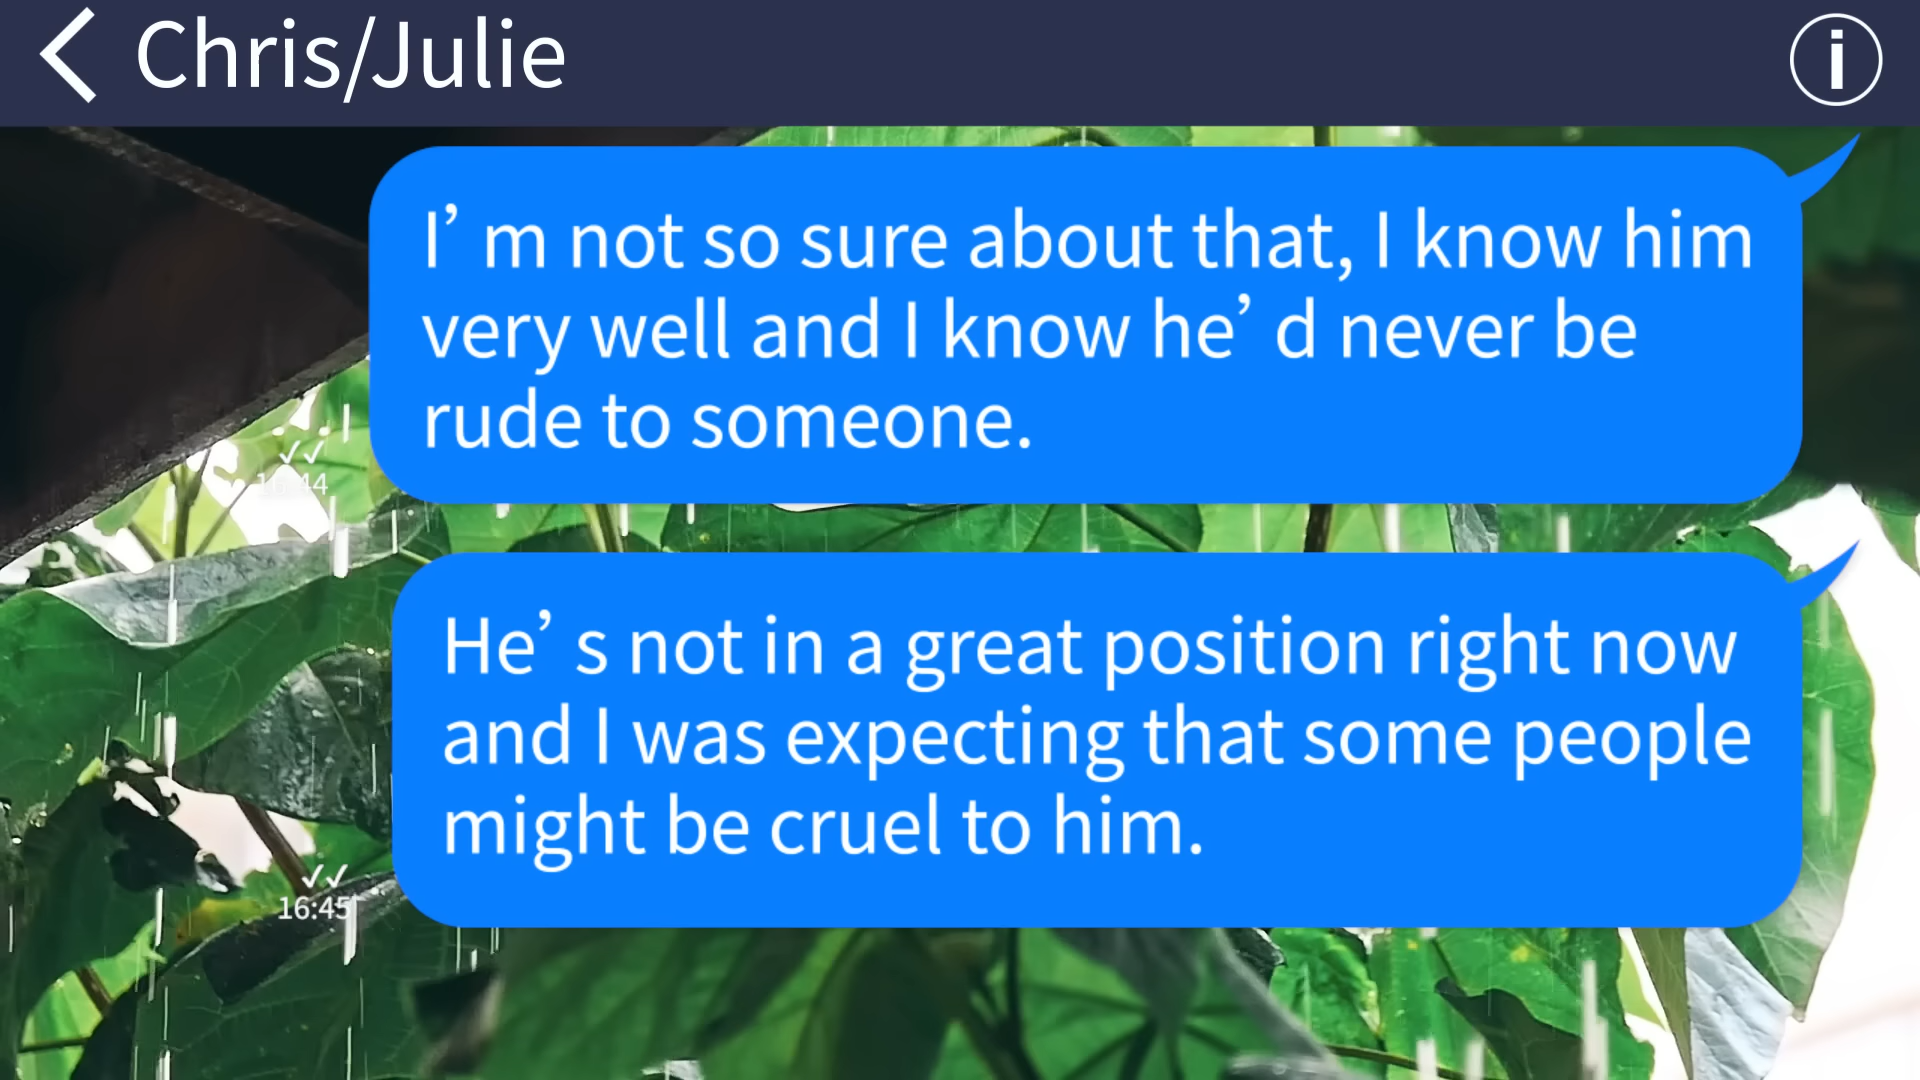 Chris/Julie
I’m not so sure about that, I know him
very well and I know he’d never be
rude to someone.
16:44
He’s not in a great position right now
and I was expecting that some people
might be cruel to him.
16:45